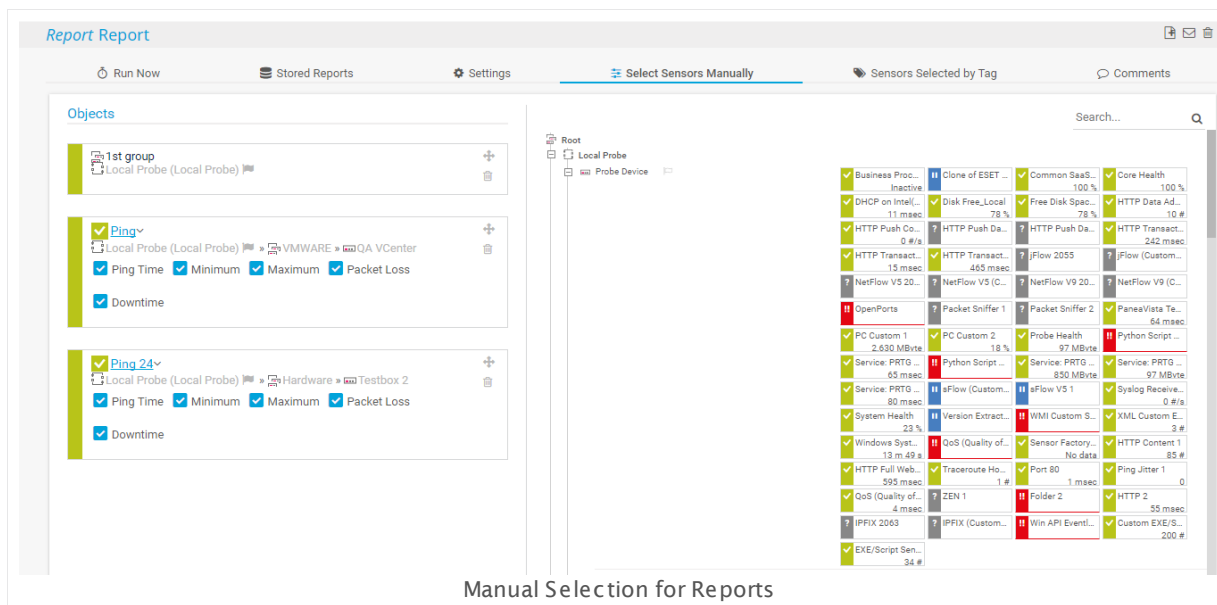 Report Report
Run Now
Stored Reports
Settings
Select Sensors Manually
Sensors Selected by Tag
Comments
Objects
1st group
Local Probe (Local Probe)
Ping
Local Probe (Local Probe) » VMWARE » QA VCenter
Ping Time Minimum Maximum Packet Loss
Downtime
Ping 24
Local Probe (Local Probe) » Hardware » Testbox 2
Ping Time Minimum Maximum Packet Loss
Downtime
Search...
Root
Local Probe
Probe Device
Business Proc... Clone of ESET ... Common SaaS... Core Health
Inactive 100 % 100 %
DHCP on Intel(... Disk Free_Local Free Disk Spac... HTTP Data Ad...
11 msec 78 % 78 % 10 #
HTTP Push Co... HTTP Push Da... HTTP Push Da... HTTP Transact...
0 #/s 242 msec
HTTP Transact... HTTP Transact... jFlow 2055 jFlow (Custom...
15 msec 465 msec
NetFlow V5 20... NetFlow V5 (C... NetFlow V9 20... NetFlow V9 (C...
OpenPorts Packet Sniffer 1 Packet Sniffer 2 PaneaVista Te...
64 msec
PC Custom 1 PC Custom 2 Probe Health Python Script ...
2.630 MByte 18 % 97 MByte
Service: PRTG ... Python Script ... Service: PRTG ... Service: PRTG ...
65 msec 850 MByte 97 MByte
Service: PRTG ... sFlow (Custom... sFlow V5 1 Syslog Receive...
80 msec 0 #/s
System Health Version Extract... WMI Custom S... XML Custom E...
23 % 3 #
Windows Syst... QoS (Quality of... Sensor Factory... HTTP Content 1
13 m 49 s No data 85 #
HTTP Full Web... Traceroute Ho... Port 80 Ping Jitter 1
595 msec 1 # 1 msec 0
QoS (Quality of... ZEN 1 Folder 2 HTTP 2
4 msec 55 msec
IPFIX 2063 IPFIX (Custom... Win API Eventl... Custom EXE/S...
200 #
EXE/Script Sen...
34 #
Manual Selection for Reports